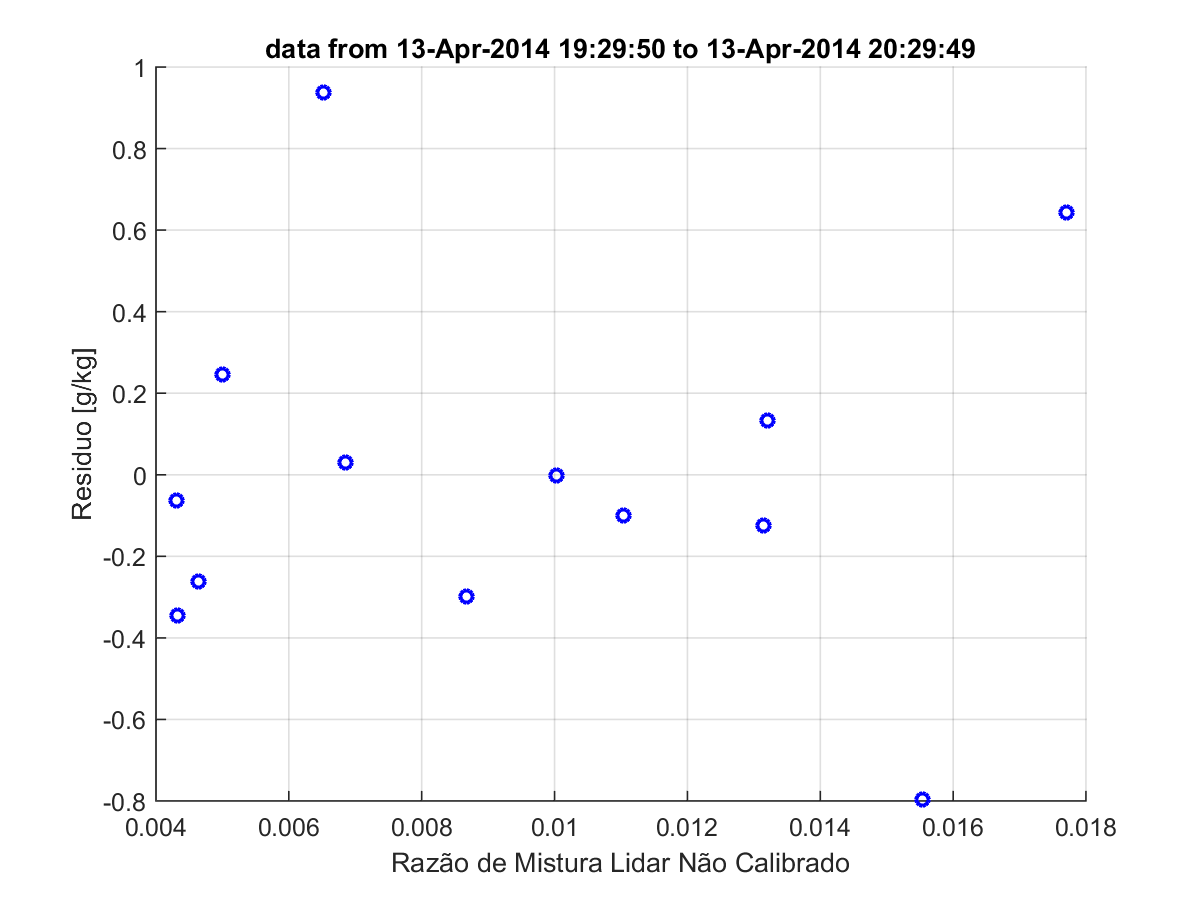 data from 13-Apr-2014 19:29:50 to 13-Apr-2014 20:29:49
1
0.8
0.6
0.4
0.2
0
-0.2
-0.4
-0.6
-0.8
Residuo [g/kg]
0.004 0.006 0.008 0.01 0.012 0.014 0.016 0.018
Razão de Mistura Lidar Não Calibrado